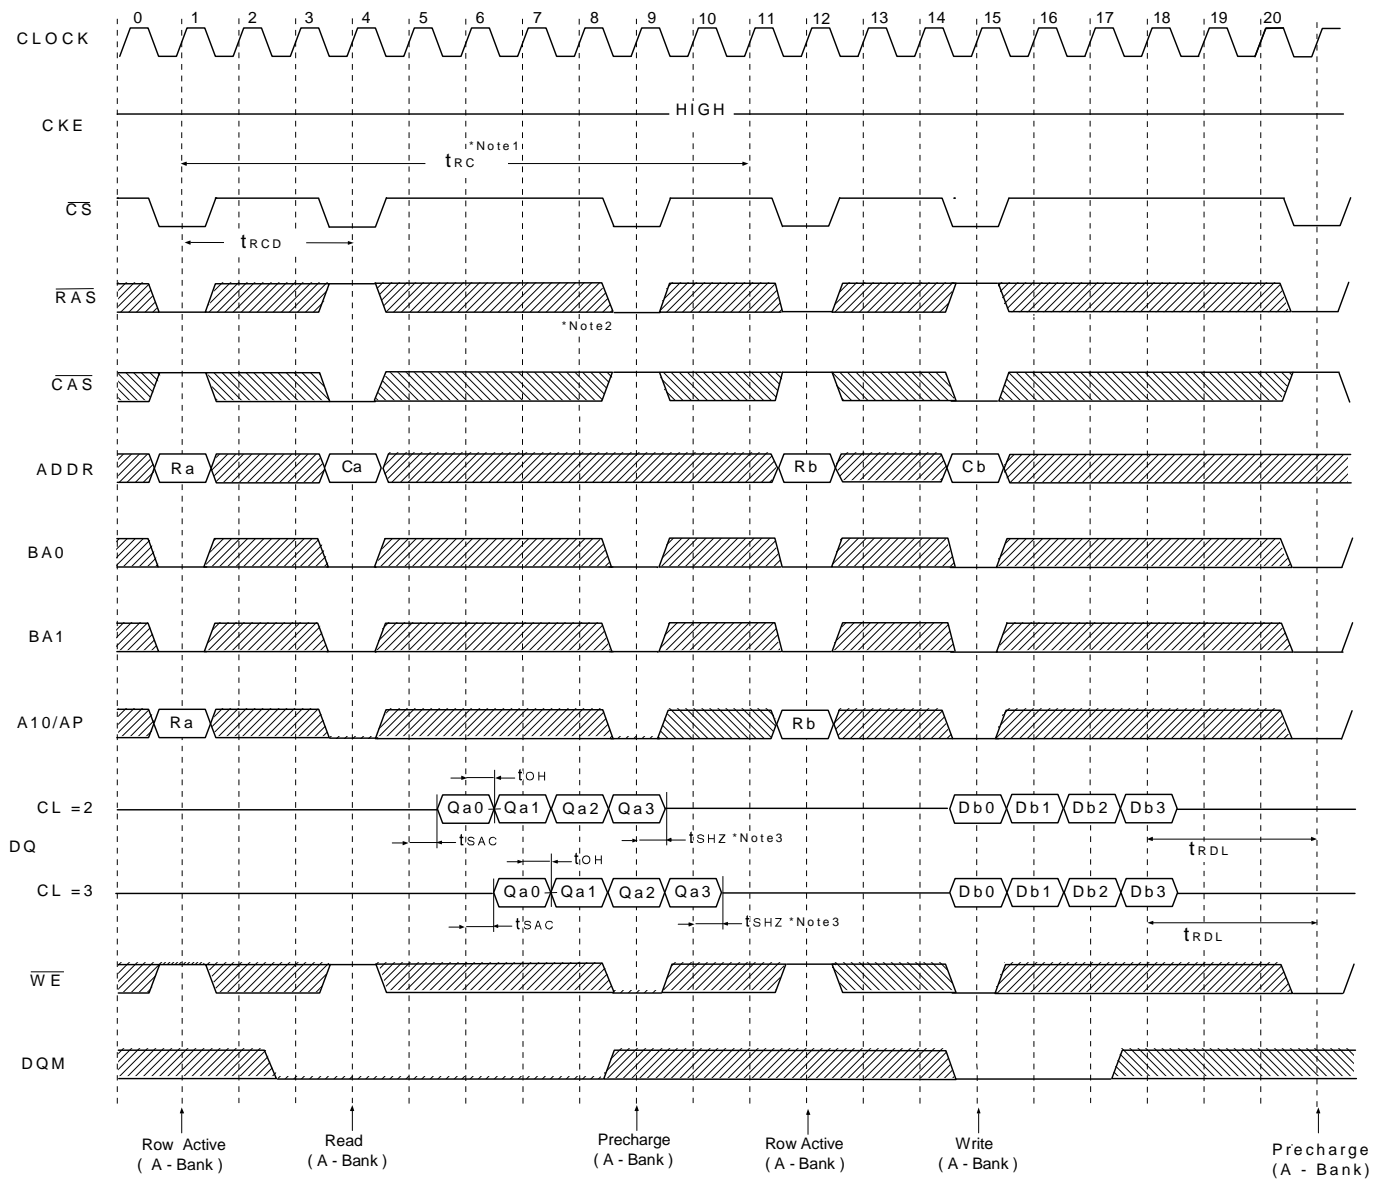 0 1 2 3 4 5 6 7 8 9 10 11 12 13 14 15 16 17 18 19 20
CLOCK
HIGH
CKE
*Note1
tRC
CS
tRCD
RAS
*Note2
CAS
ADDR Ra Ca Rb Cb
BA0
BA1
A10/AP Ra Rb
tOH
CL =2 Qa0 Qa1 Qa2 Qa3 Db0 Db1 Db2 Db3
tSAC tSHZ *Note3 tRDL
DQ
tOH
CL =3 Qa0 Qa1 Qa2 Qa3 Db0 Db1 Db2 Db3
tSAC tSHZ *Note3 tRDL
WE
DQM
Row Active
( A - Bank )
Read
( A - Bank )
Precharge
( A - Bank )
Row Active
( A - Bank )
Write
( A - Bank )
Precharge
( A - Bank )